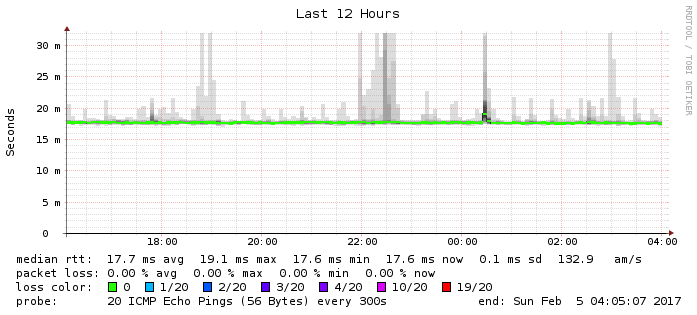 Last 12 Hours
RRDTOOL / TOBI OETIKER
Seconds
30 m
25 m
20 m
15 m
10 m
5 m
0
18:00 20:00 22:00 00:00 02:00 04:00
median rtt: 17.7 ms avg 19.1 ms max 17.6 ms min 17.6 ms now 0.1 ms sd 132.9 am/s
packet loss: 0.00 % avg 0.00 % max 0.00 % min 0.00 % now
loss color: 0 1/20 2/20 3/20 4/20 10/20 19/20
probe: 20 ICMP Echo Pings (56 Bytes) every 300s end: Sun Feb 5 04:05:07 2017